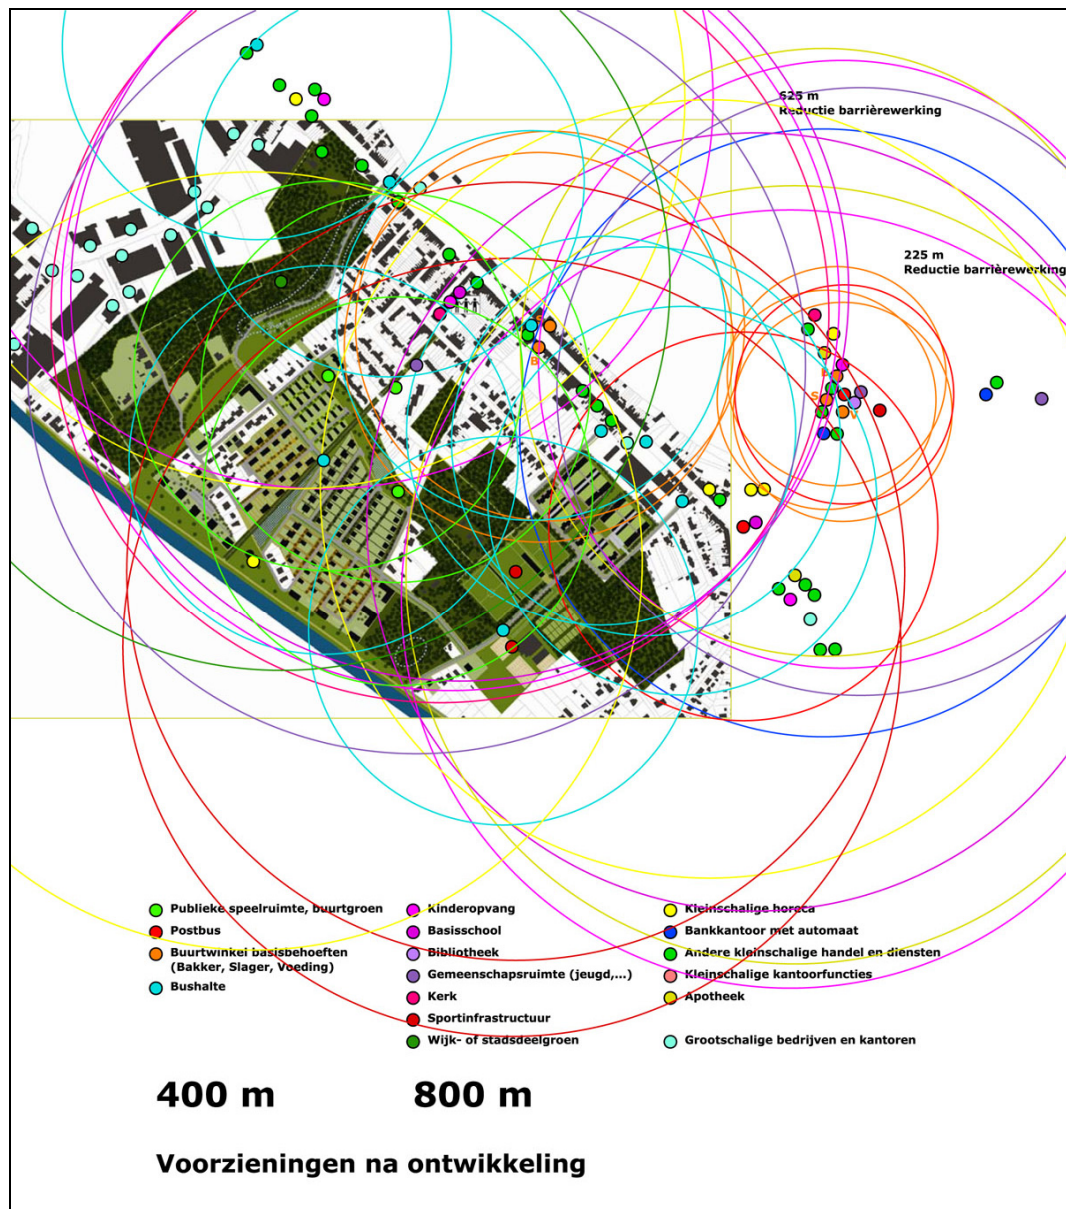 625 m
Reductie barrièrewerking
225 m
Reductie barrièrewerking
B
S
Publieke speelruimte, buurtgroen
Postbus
Buurtwinkel basisbehoeften
(Bakker, Slager, Voeding)
Bushalte
Kinderopvang
Basisschool
Bibliotheek
Gemeenschapsruimte (jeugd,...)
Kerk
Sportinfrastructuur
Wijk- of stadsdeelgroen
Kleinschalige horeca
Bankkantoor met automaat
Andere kleinschalige handel en diensten
Kleinschalige kantoorfuncties
Apotheek
Grootschalige bedrijven en kantoren
400 m
800 m
Voorzieningen na ontwikkeling